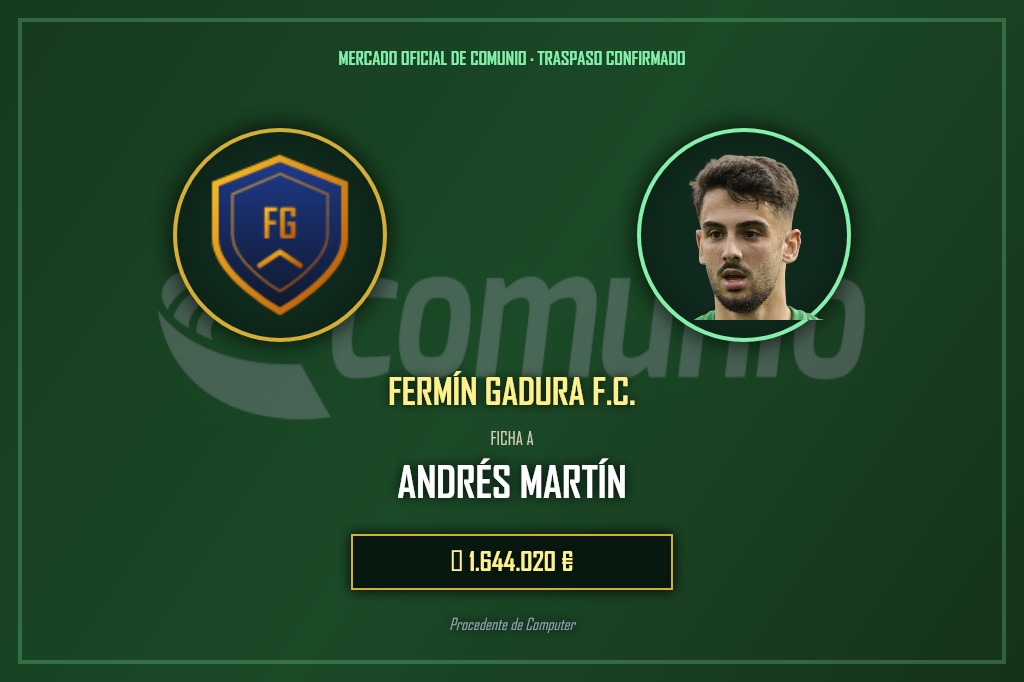 MERCADO OFICIAL DE COMUNIO · TRASPASO CONFIRMADO
FG
comunio
FERMÍN GADURA F.C.
FICHA A
ANDRÉS MARTÍN
1.644.020 €
Procedente de Computer